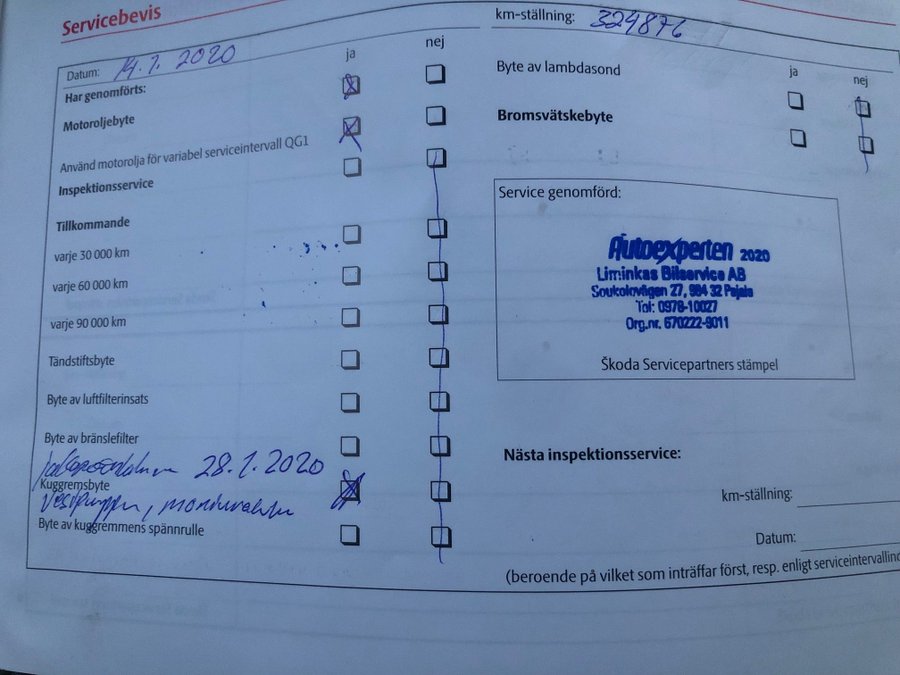 Servicebevis
Datum: 14.1. 2020
ja
nej
Har genomförts:
Motoroljebyte
Använd motorolja för variabel serviceintervall QG1
Inspektionsservice
Tillkommande
varje 30 000 km
varje 60 000 km
varje 90 000 km
Tändstiftsbyte
Byte av luftfilterinsats
Byte av bränslefilter
28.1.2020
Kuggremsbyte
Byte av kuggremmens spännrulle
km-ställning: 324876
ja
nej
Byte av lambdasond
Bromsvätskebyte
Service genomförd:
Autoexperten 2020
Liminkas Bilservice AB
Soukolovägen 27, 984 32 Pajala
Tel: 0978-10027
Org.nr. 670222-9011
Škoda Servicepartners stämpel
Nästa inspektionsservice:
km-ställning:
Datum:
(beroende på vilket som inträffar först, resp. enligt